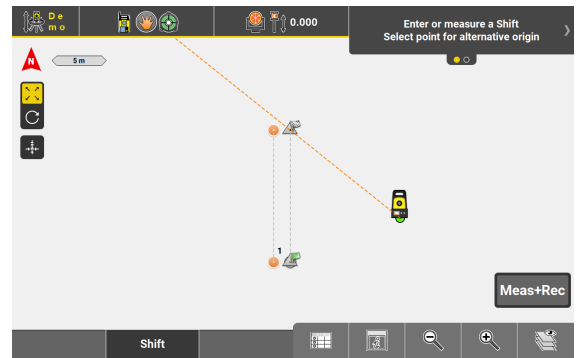 De
mo
0.000
Enter or measure a Shift
Select point for alternative origin
N
5 m
1
Meas+Rec
Shift